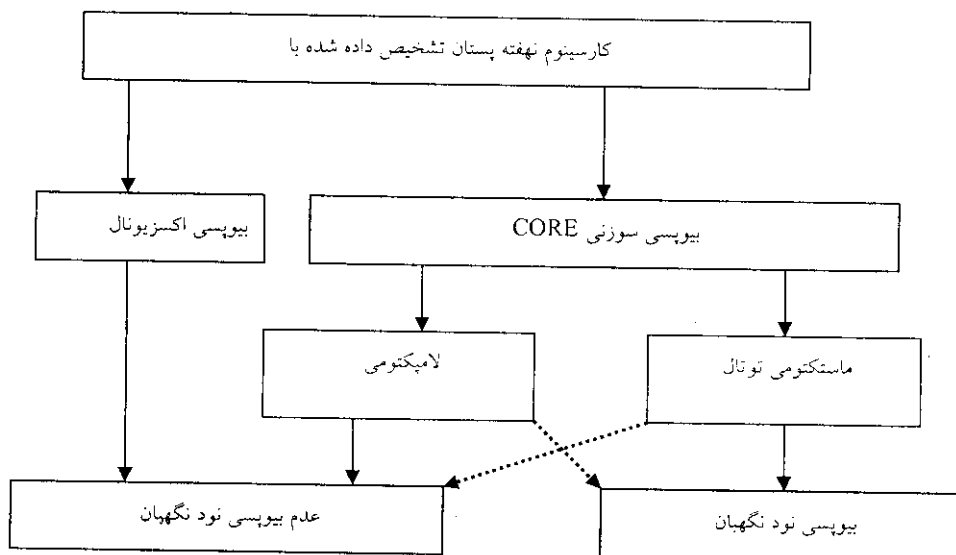 کارسینوم نهفته پستان تشخیص داده شده با
بیوپسی اکسزیونال
بیوپسی سوزنی CORE
لامپکتومی
ماستکتومی توتال
عدم بیوپسی نود نگهبان
بیوپسی نود نگهبان